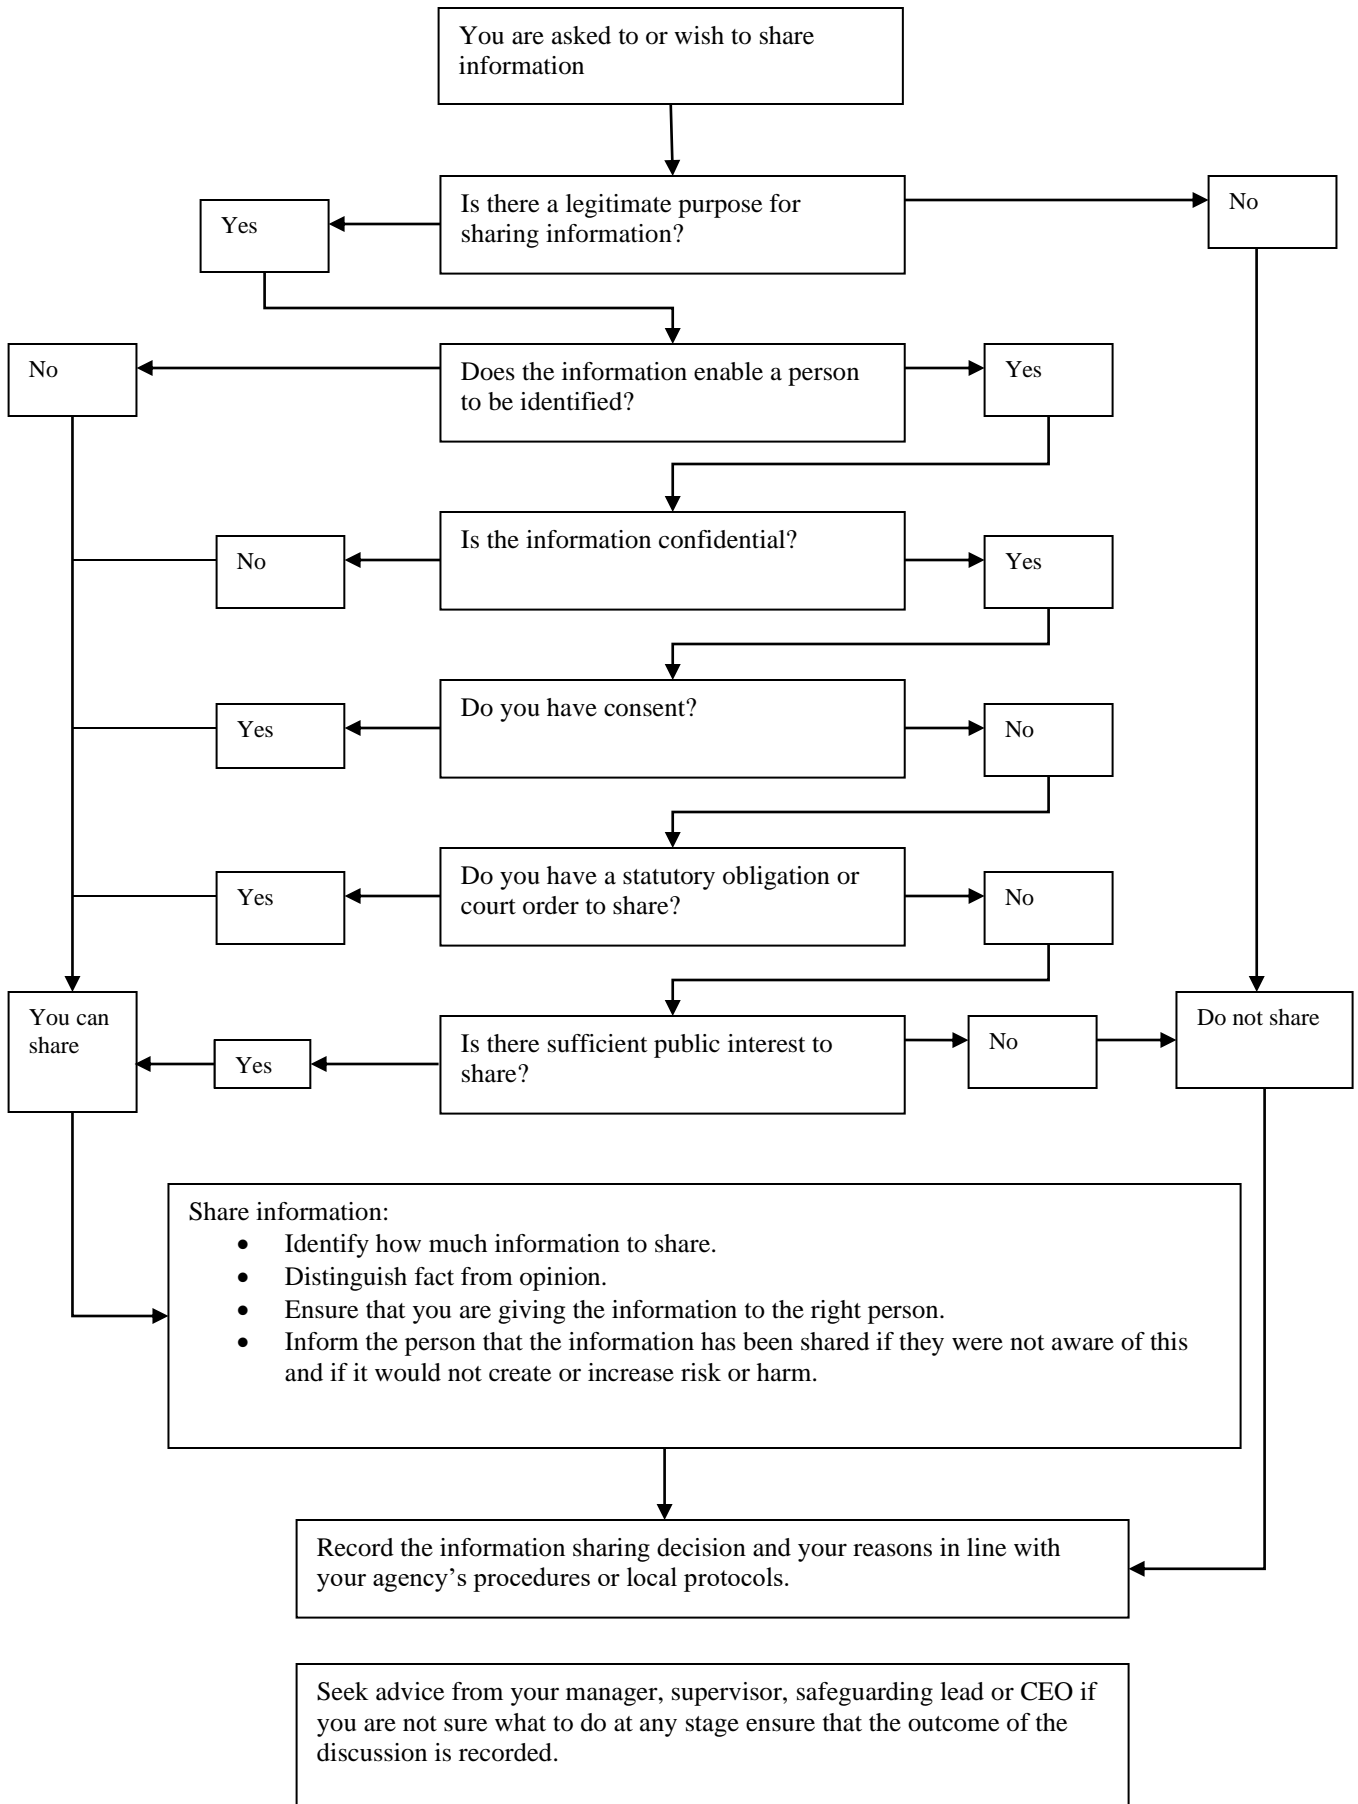 You are asked to or wish to share
information
Is there a legitimate purpose for
sharing information?
Yes
No
Does the information enable a person
to be identified?
No
Yes
Is the information confidential?
No
Yes
Do you have consent?
Yes
No
Do you have a statutory obligation or
court order to share?
Yes
No
You can
share
Yes
Is there sufficient public interest to
share?
No
Do not share
Share information:
• Identify how much information to share.
• Distinguish fact from opinion.
• Ensure that you are giving the information to the right person.
• Inform the person that the information has been shared if they were not aware of this
and if it would not create or increase risk or harm.
Record the information sharing decision and your reasons in line with
your agency’s procedures or local protocols.
Seek advice from your manager, supervisor, safeguarding lead or CEO if
you are not sure what to do at any stage ensure that the outcome of the
discussion is recorded.